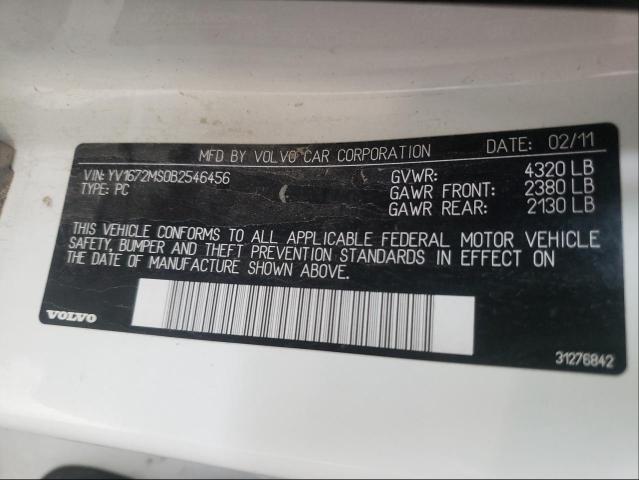 MFD BY VOLVO CAR CORPORATION DATE: 02/11
VIN: YV1672MS0B2546456 GVWR: 4320 LB
TYPE: PC GAWR FRONT: 2380 LB
GAWR REAR: 2130 LB
THIS VEHICLE CONFORMS TO ALL APPLICABLE FEDERAL MOTOR VEHICLE
SAFETY, BUMPER AND THEFT PREVENTION STANDARDS IN EFFECT ON
THE DATE OF MANUFACTURE SHOWN ABOVE.
VOLVO 31276842